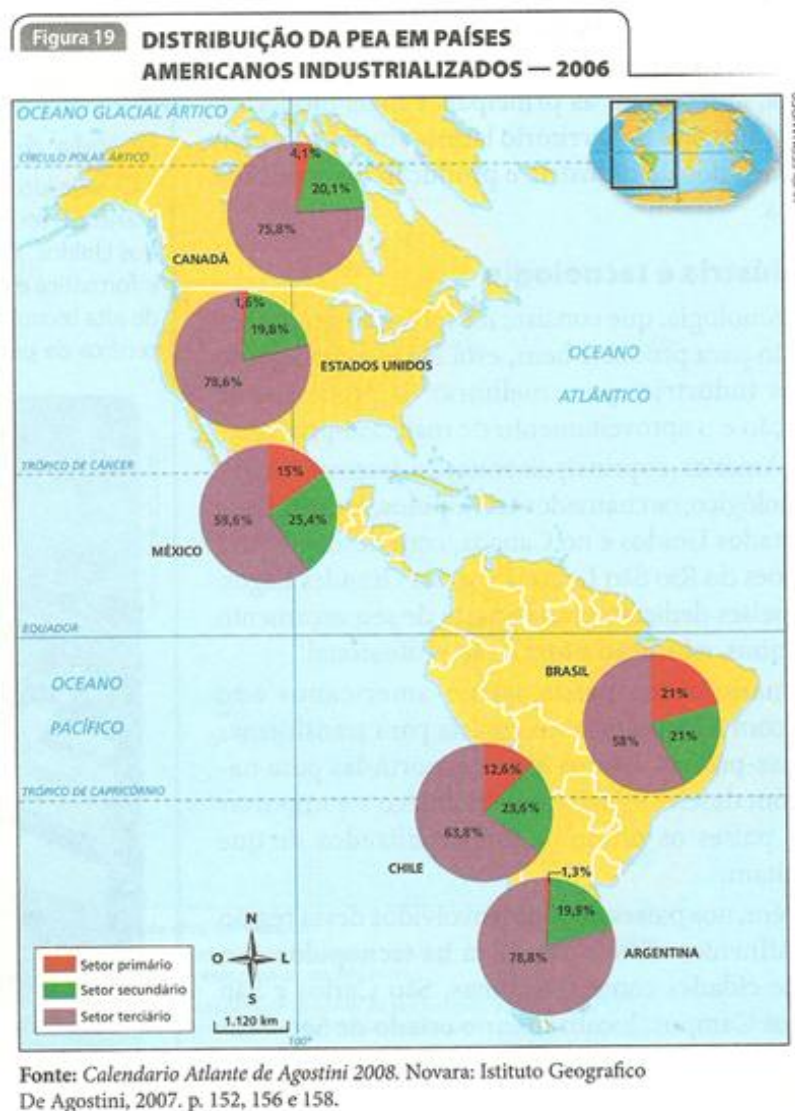 Figura 19 DISTRIBUIÇÃO DA PEA EM PAÍSES
AMERICANOS INDUSTRIALIZADOS — 2006
OCEANO GLACIAL ÁRTICO
CÍRCULO POLAR ÁRTICO
4,1%
20,1%
75,8%
CANADÁ
1,6%
19,8%
78,6%
ESTADOS UNIDOS
OCEANO
ATLÂNTICO
TRÓPICO DE CÂNCER
15%
25,4%
59,6%
MÉXICO
EQUADOR
OCEANO
PACÍFICO
BRASIL
21%
21%
58%
TRÓPICO DE CAPRICÓRNIO
12,6%
23,6%
63,8%
CHILE
1,3%
19,9%
78,8%
ARGENTINA
N
O L
S
1.120 km
100°
Setor primário
Setor secundário
Setor terciário
Fonte: Calendario Atlante de Agostini 2008. Novara: Istituto Geografico
De Agostini, 2007. p. 152, 156 e 158.